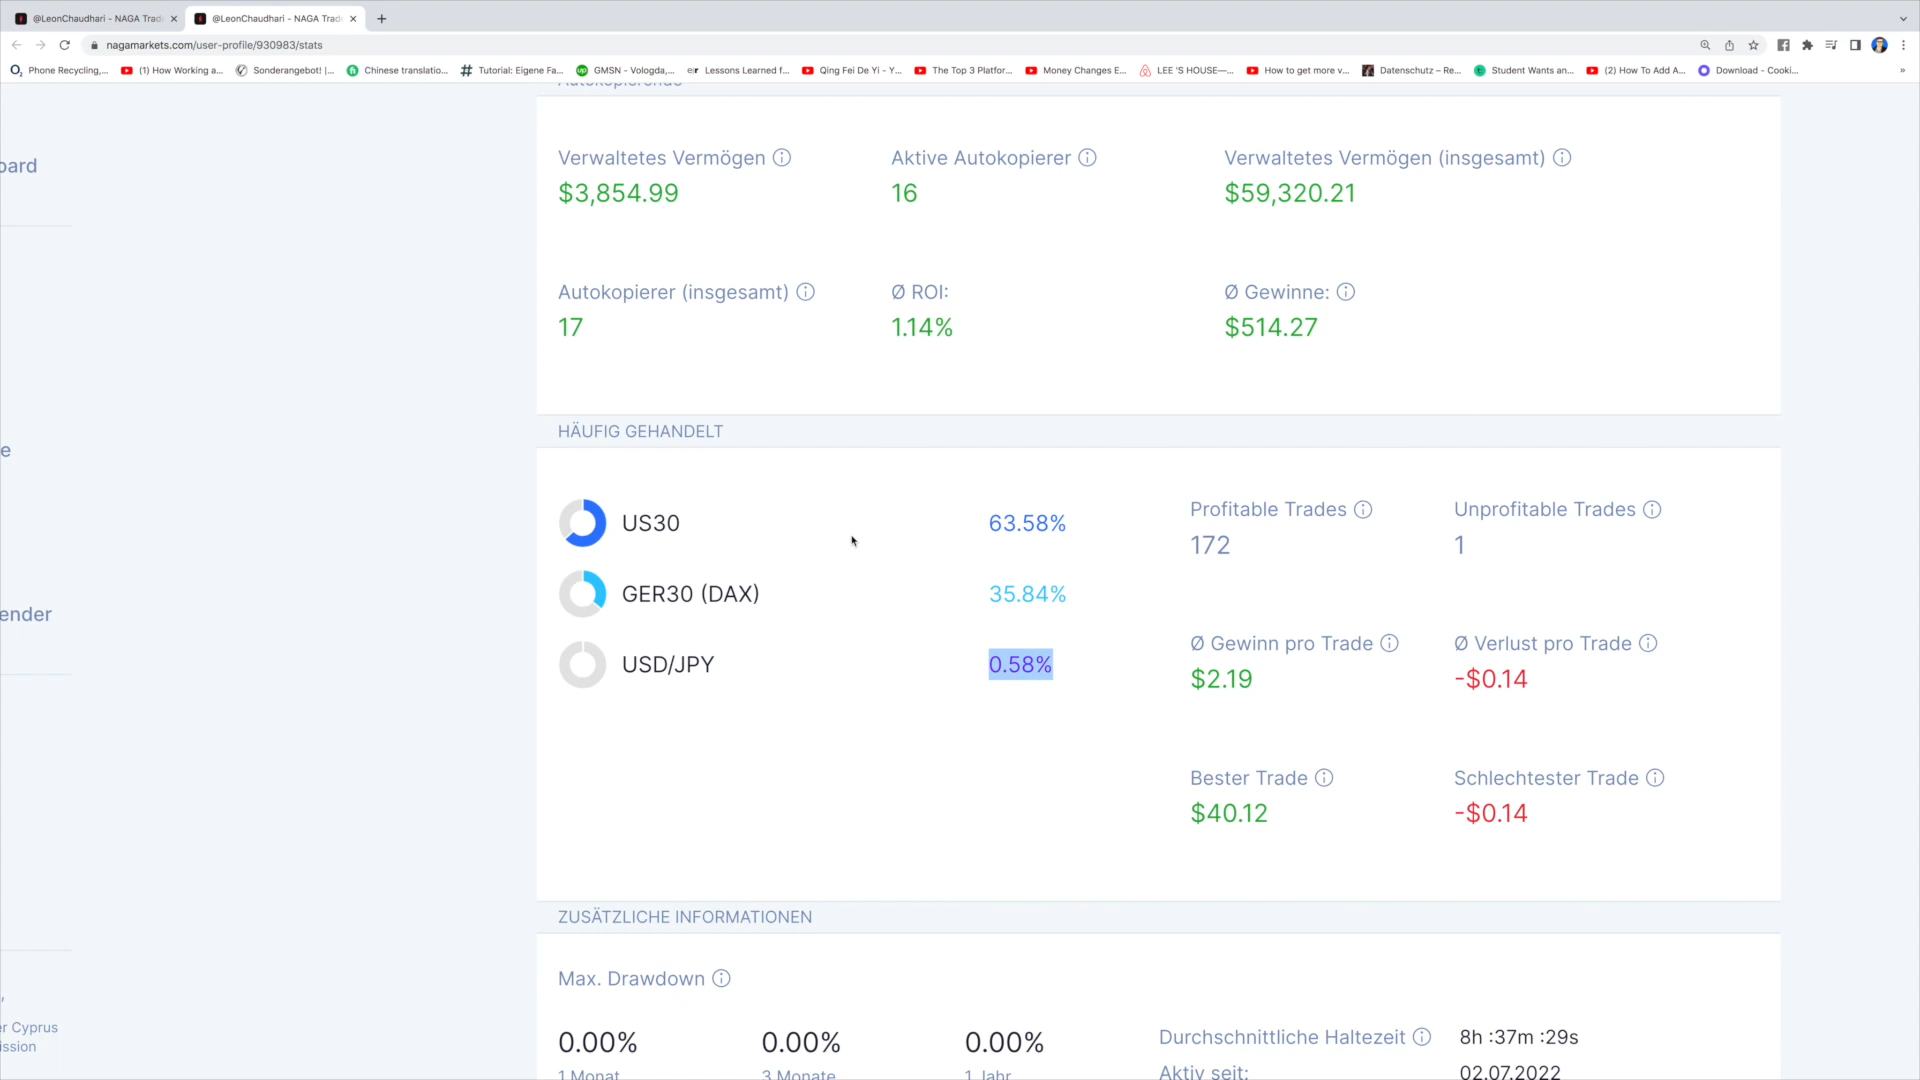 @LeonChaudhari - NAGA Trad
@LeonChaudhari - NAGA Trad
nagamarkets.com/user-profile/930983/stats
Phone Recycling,...
(1) How Working a...
Sonderangebot! |...
Chinese translatio...
Tutorial: Eigene Fa...
GMSN - Vologda,...
Lessons Learned f...
Qing Fei De Yi - Y...
The Top 3 Platfor...
Money Changes E...
LEE 'S HOUSE—...
How to get more v...
Datenschutz – Re...
Student Wants an...
(2) How To Add A...
Download - Cooki...
oard
e
ender
er Cyprus
ission
Autokopierende
Verwaltetes Vermögen
$3,854.99
Aktive Autokopierer
16
Verwaltetes Vermögen (insgesamt)
$59,320.21
Autokopierer (insgesamt)
17
Ø ROI:
1.14%
Ø Gewinne:
$514.27
HÄUFIG GEHANDELT
US30 63.58%
GER30 (DAX) 35.84%
USD/JPY 0.58%
Profitable Trades
172
Unprofitable Trades
1
Ø Gewinn pro Trade
$2.19
Ø Verlust pro Trade
-$0.14
Bester Trade
$40.12
Schlechtester Trade
-$0.14
ZUSÄTZLICHE INFORMATIONEN
Max. Drawdown
0.00%
1 Monat
0.00%
3 Monate
0.00%
1 Jahr
Durchschnittliche Haltezeit 8h :37m :29s
Aktiv seit: 02.07.2022